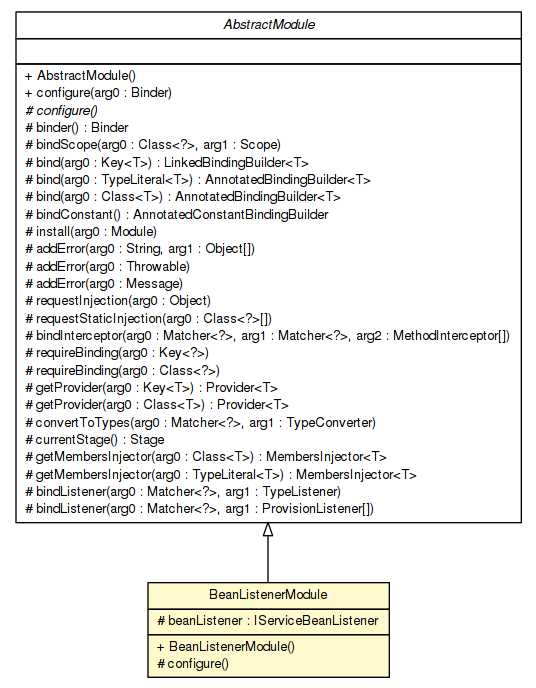 AbstractModule
+ AbstractModule()
+ configure(arg0 : Binder)
# configure()
# binder() : Binder
# bindScope(arg0 : Class<?>, arg1 : Scope)
# bind(arg0 : Key<T>) : LinkedBindingBuilder<T>
# bind(arg0 : TypeLiteral<T>) : AnnotatedBindingBuilder<T>
# bind(arg0 : Class<T>) : AnnotatedBindingBuilder<T>
# bindConstant() : AnnotatedConstantBindingBuilder
# install(arg0 : Module)
# addError(arg0 : String, arg1 : Object[])
# addError(arg0 : Throwable)
# addError(arg0 : Message)
# requestInjection(arg0 : Object)
# requestStaticInjection(arg0 : Class<?>[])
# bindInterceptor(arg0 : Matcher<?>, arg1 : Matcher<?>, arg2 : MethodInterceptor[])
# requireBinding(arg0 : Key<?>)
# requireBinding(arg0 : Class<?>)
# getProvider(arg0 : Key<T>) : Provider<T>
# getProvider(arg0 : Class<T>) : Provider<T>
# convertToTypes(arg0 : Matcher<?>, arg1 : TypeConverter)
# currentStage() : Stage
# getMembersInjector(arg0 : Class<T>) : MembersInjector<T>
# getMembersInjector(arg0 : TypeLiteral<T>) : MembersInjector<T>
# bindListener(arg0 : Matcher<?>, arg1 : TypeListener)
# bindListener(arg0 : Matcher<?>, arg1 : ProvisionListener[])
BeanListenerModule
# beanListener : IServiceBeanListener
+ BeanListenerModule()
# configure()